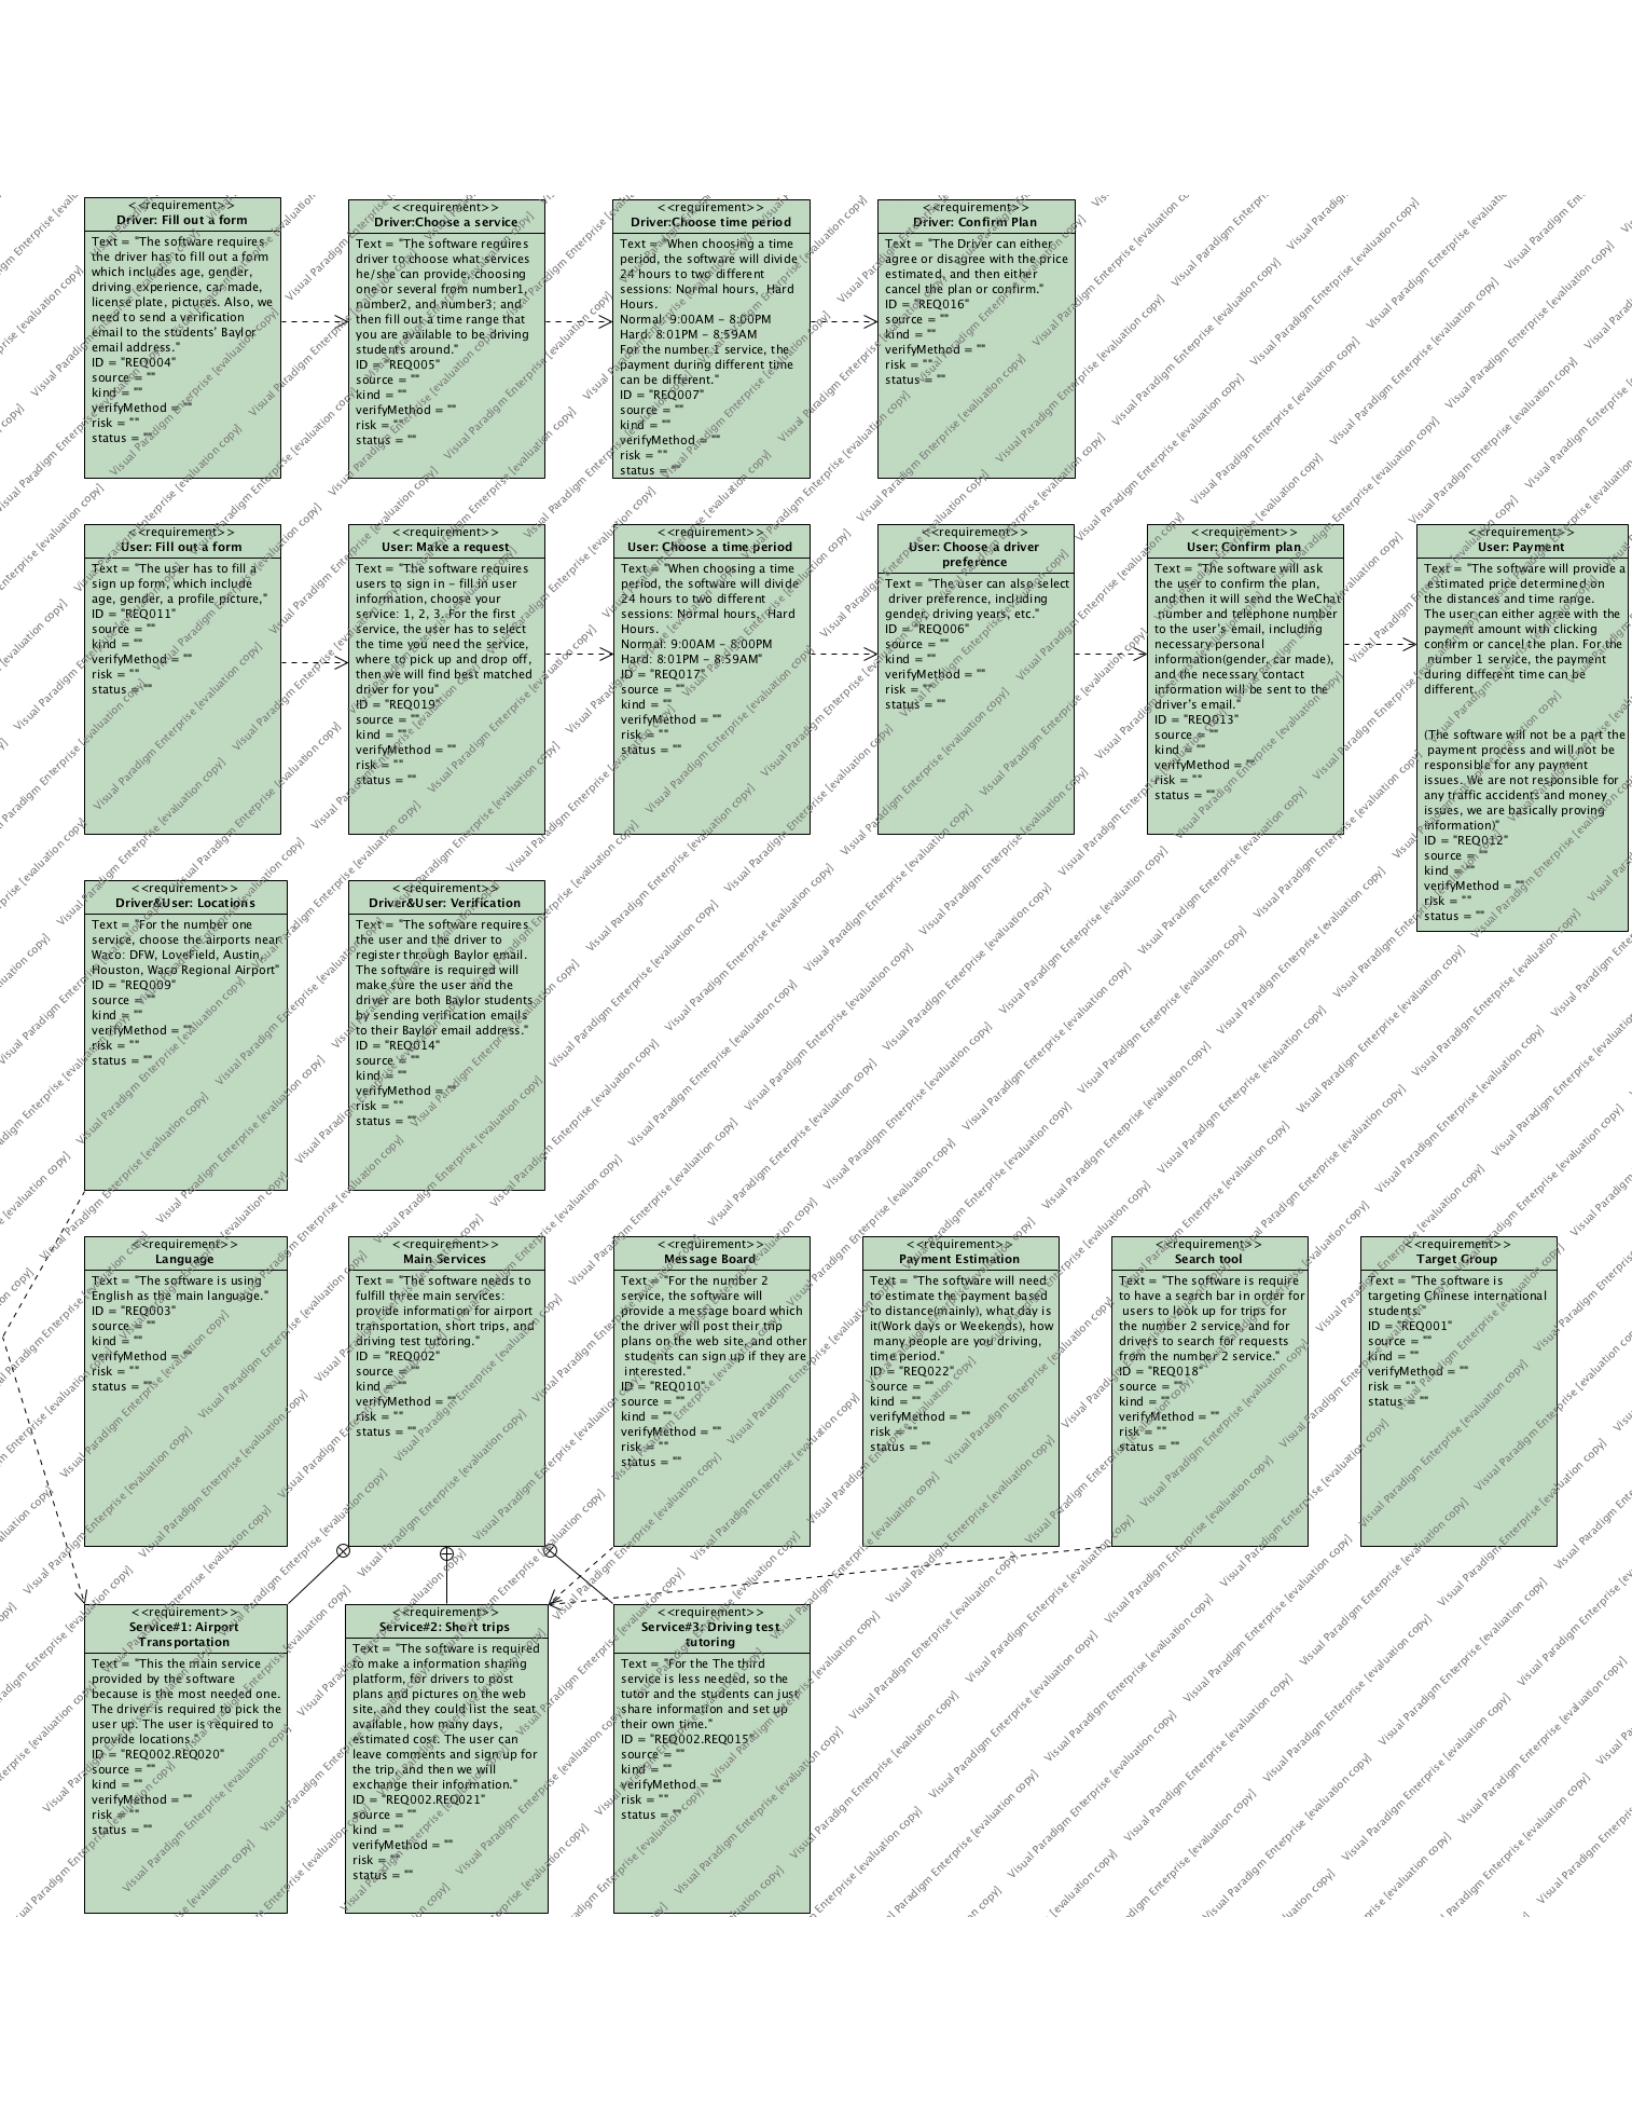 <<requirement>>
Driver: Fill out a form
Text = "The software requires
the driver has to fill out a form
which includes age, gender,
driving experience, car made,
license plate, pictures. Also, we
need to send a verification
email to the students' Baylor
email address."
ID = "REQ004"
source = ""
kind = ""
verifyMethod = ""
risk = ""
status = ""
<<requirement>>
Driver:Choose a service
Text = "The software requires
driver to choose what services
he/she can provide, choosing
one or several from number1,
number2, and number3; and
then fill out a time range that
you are available to be driving
students around."
ID = "REQ005"
source = ""
kind = ""
verifyMethod = ""
risk = ""
status = ""
<<requirement>>
Driver:Choose time period
Text = "When choosing a time
period, the software will divide
24 hours to two different
sessions: Normal hours, Hard
Hours.
Normal: 9:00AM – 8:00PM
Hard: 8:01PM – 8:59AM
For the number 1 service, the
payment during different time
can be different."
ID = "REQ007"
source = ""
kind = ""
verifyMethod = ""
risk = ""
status = ""
<<requirement>>
Driver: Confirm Plan
Text = "The Driver can either
agree or disagree with the price
estimated, and then either
cancel the plan or confirm."
ID = "REQ016"
source = ""
kind = ""
verifyMethod = ""
risk = ""
status = ""
<<requirement>>
User: Fill out a form
Text = "The user has to fill a
sign up form, which include
age, gender, a profile picture,"
ID = "REQ011"
source = ""
kind = ""
verifyMethod = ""
risk = ""
status = ""
<<requirement>>
User: Make a request
Text = "The software requires
users to sign in – fill in user
information, choose your
service: 1, 2, 3. For the first
service, the user has to select
the time you need the service,
where to pick up and drop off,
then we will find best matched
driver for you"
ID = "REQ019"
source = ""
kind = ""
verifyMethod = ""
risk = ""
status = ""
<<requirement>>
User: Choose a time period
Text = "When choosing a time
period, the software will divide
24 hours to two different
sessions: Normal hours, Hard
Hours.
Normal: 9:00AM – 8:00PM
Hard: 8:01PM – 8:59AM"
ID = "REQ017"
source = ""
kind = ""
verifyMethod = ""
risk = ""
status = ""
<<requirement>>
User: Choose a driver
preference
Text = "The user can also select
driver preference, including
gender, driving years, etc."
ID = "REQ006"
source = ""
kind = ""
verifyMethod = ""
risk = ""
status = ""
<<requirement>>
User: Confirm plan
Text = "The software will ask
the user to confirm the plan,
and then it will send the WeChat
number and telephone number
to the user's email, including
necessary personal
information(gender, car made),
and the necessary contact
information will be sent to the
driver's email."
ID = "REQ013"
source = ""
kind = ""
verifyMethod = ""
risk = ""
status = ""
<<requirement>>
User: Payment
Text = "The software will provide a
estimated price determined on
the distances and time range.
The user can either agree with the
payment amount with clicking
confirm or cancel the plan. For the
number 1 service, the payment
during different time can be
different.
(The software will not be a part the
payment process and will not be
responsible for any payment
issues. We are not responsible for
any traffic accidents and money
issues, we are basically proving
information)"
ID = "REQ012"
source = ""
kind = ""
verifyMethod = ""
risk = ""
status = ""
<<requirement>>
Driver&User: Locations
Text = "For the number one
service, choose the airports near
Waco: DFW, LoveField, Austin,
Houston, Waco Regional Airport"
ID = "REQ009"
source = ""
kind = ""
verifyMethod = ""
risk = ""
status = ""
<<requirement>>
Driver&User: Verification
Text = "The software requires
the user and the driver to
register through Baylor email.
The software is required will
make sure the user and the
driver are both Baylor students
by sending verification emails
to their Baylor email address."
ID = "REQ014"
source = ""
kind = ""
verifyMethod = ""
risk = ""
status = ""
<<requirement>>
Language
Text = "The software is using
English as the main language."
ID = "REQ003"
source = ""
kind = ""
verifyMethod = ""
risk = ""
status = ""
<<requirement>>
Main Services
Text = "The software needs to
fulfill three main services:
provide information for airport
transportation, short trips, and
driving test tutoring."
ID = "REQ002"
source = ""
kind = ""
verifyMethod = ""
risk = ""
status = ""
<<requirement>>
Message Board
Text = "For the number 2
service, the software will
provide a message board which
the driver will post their trip
plans on the web site, and other
students can sign up if they are
interested."
ID = "REQ010"
source = ""
kind = ""
verifyMethod = ""
risk = ""
status = ""
<<requirement>>
Payment Estimation
Text = "The software will need
to estimate the payment based
to distance(mainly), what day is
it(Work days or Weekends), how
many people are you driving,
time period."
ID = "REQ022"
source = ""
kind = ""
verifyMethod = ""
risk = ""
status = ""
<<requirement>>
Search tool
Text = "The software is require
to have a search bar in order for
users to look up for trips for
the number 2 service, and for
drivers to search for requests
from the number 2 service."
ID = "REQ018"
source = ""
kind = ""
verifyMethod = ""
risk = ""
status = ""
<<requirement>>
Target Group
Text = "The software is
targeting Chinese international
students."
ID = "REQ001"
source = ""
kind = ""
verifyMethod = ""
risk = ""
status = ""
<<requirement>>
Service#1: Airport
Transportation
Text = "This the main service
provided by the software
because is the most needed one.
The driver is required to pick the
user up. The user is required to
provide locations."
ID = "REQ002.REQ020"
source = ""
kind = ""
verifyMethod = ""
risk = ""
status = ""
<<requirement>>
Service#2: Short trips
Text = "The software is required
to make a information sharing
platform, for drivers to post
plans and pictures on the web
site, and they could list the seat
available, how many days,
estimated cost. The user can
leave comments and sign up for
the trip, and then we will
exchange their information."
ID = "REQ002.REQ021"
source = ""
kind = ""
verifyMethod = ""
risk = ""
status = ""
<<requirement>>
Service#3: Driving test
tutoring
Text = "For the The third
service is less needed, so the
tutor and the students can just
share information and set up
their own time."
ID = "REQ002.REQ015"
source = ""
kind = ""
verifyMethod = ""
risk = ""
status = ""
Visual Paradigm Enterprise [evaluation copy]